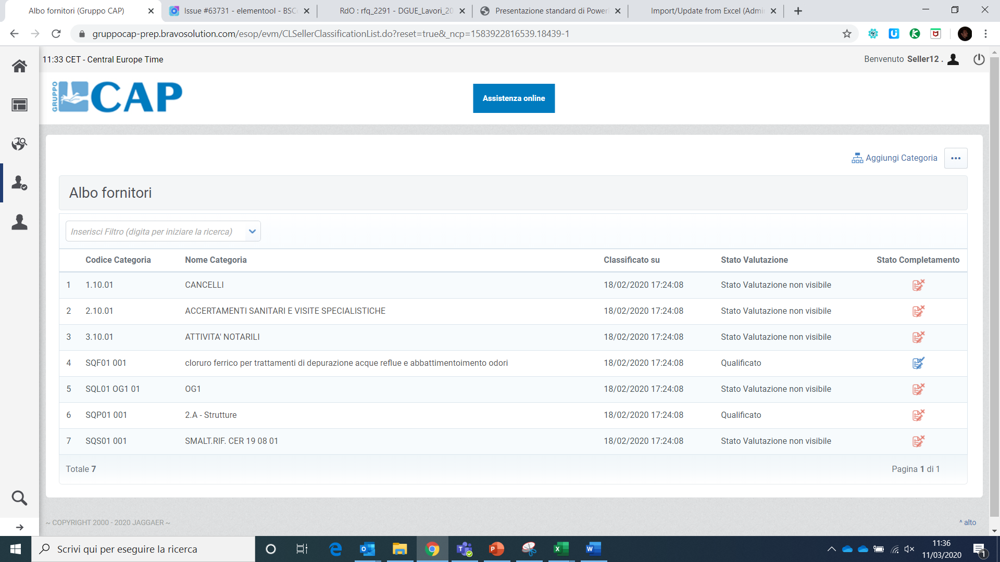 Albo fornitori (Gruppo CAP)
Issue #63731 - elementool - BSC
RdO : rfq_2291 - DGUE_Lavori_20
Presentazione standard di Power
Import/Update from Excel (Admi
gruppocap-prep.bravosolution.com/esop/evm/CLSellerClassificationList.do?reset=true&_ncp=1583922816539.18439-1
11:33 CET - Central Europe Time
Benvenuto Seller12 .
GRUPPO
CAP
Assistenza online
Aggiungi Categoria
Albo fornitori
Inserisci Filtro (digita per iniziare la ricerca)
Codice Categoria Nome Categoria Classificato su Stato Valutazione Stato Completamento
1 1.10.01 CANCELLI 18/02/2020 17:24:08 Stato Valutazione non visibile
2 2.10.01 ACCERTAMENTI SANITARI E VISITE SPECIALISTICHE 18/02/2020 17:24:08 Stato Valutazione non visibile
3 3.10.01 ATTIVITA' NOTARILI 18/02/2020 17:24:08 Stato Valutazione non visibile
4 SQF01 001 cloruro ferrico per trattamenti di depurazione acque reflue e abbattimentoimento odori 18/02/2020 17:24:08 Qualificato
5 SQL01 OG1 01 OG1 18/02/2020 17:24:08 Stato Valutazione non visibile
6 SQP01 001 2.A - Strutture 18/02/2020 17:24:08 Qualificato
7 SQS01 001 SMALT.RIF. CER 19 08 01 18/02/2020 17:24:08 Stato Valutazione non visibile
Totale 7
Pagina 1 di 1
~ COPYRIGHT 2000 - 2020 JAGGAER ~
^ alto
Scrivi qui per eseguire la ricerca
11:36
11/03/2020
1